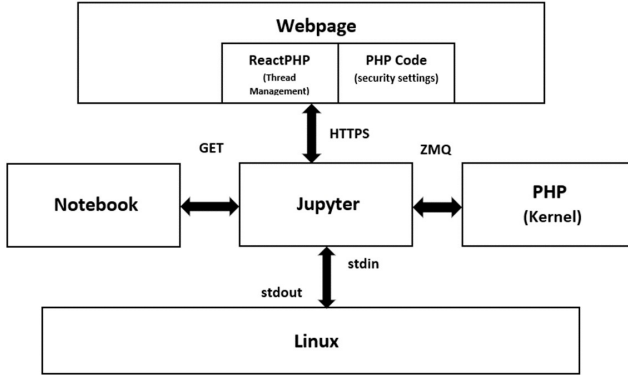 Webpage
ReactPHP
(Thread
Management)
PHP Code
(security settings)
HTTPS
GET
ZMQ
Notebook
Jupyter
PHP
(Kernel)
stdin
stdout
Linux